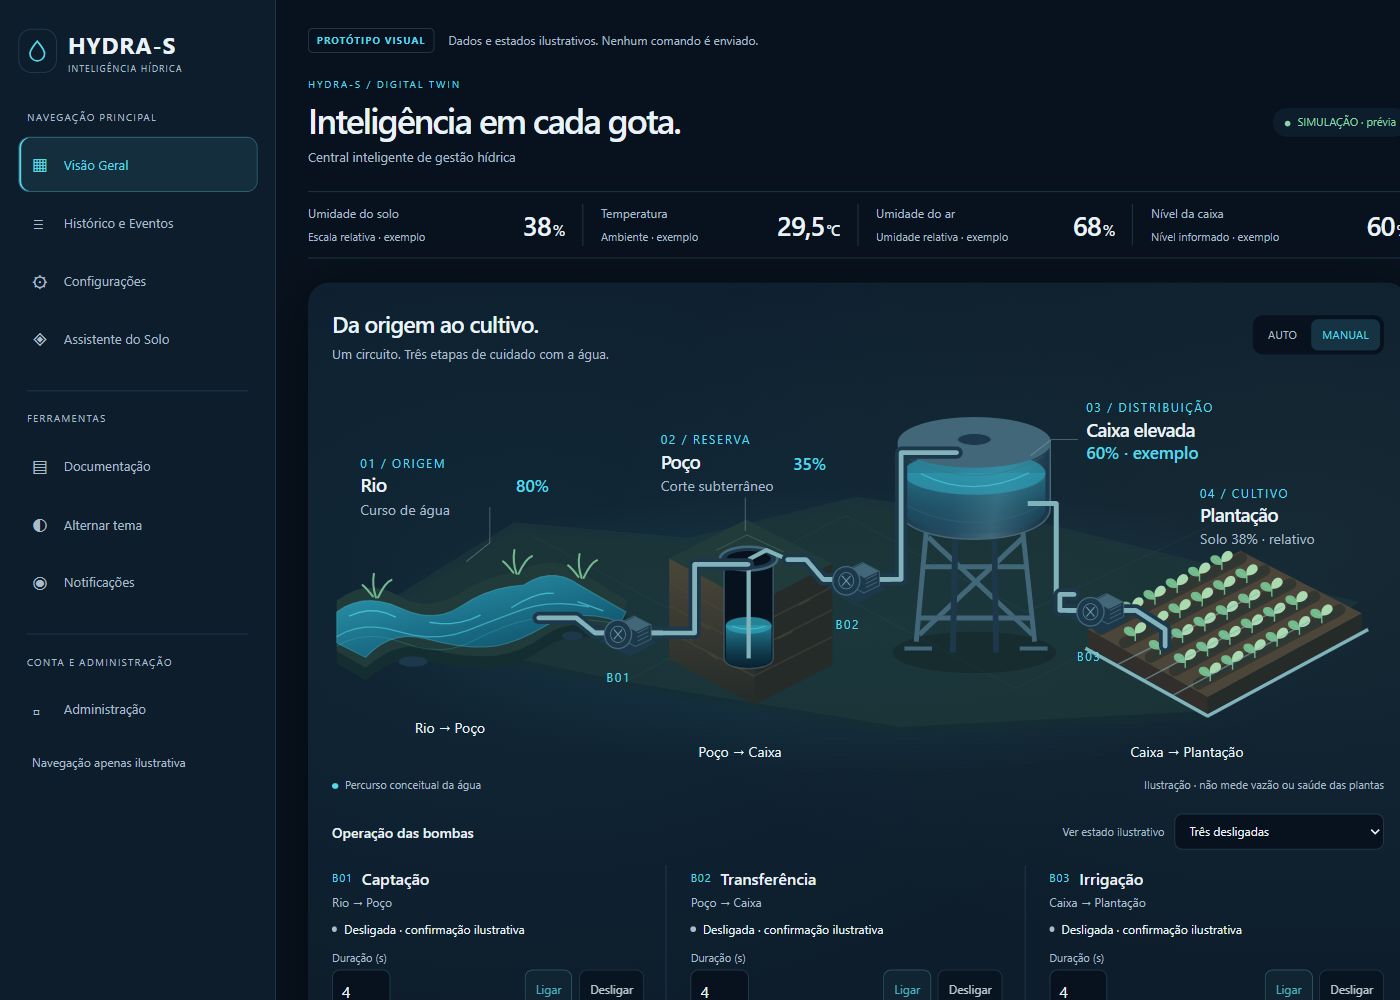 HYDRA-S
INTELIGÊNCIA HÍDRICA
NAVEGAÇÃO PRINCIPAL
Visão Geral
Histórico e Eventos
Configurações
Assistente do Solo
FERRAMENTAS
Documentação
Alternar tema
Notificações
CONTA E ADMINISTRAÇÃO
Administração
Navegação apenas ilustrativa
PROTÓTIPO VISUAL Dados e estados ilustrativos. Nenhum comando é enviado.
HYDRA-S / DIGITAL TWIN
Inteligência em cada gota.
Central inteligente de gestão hídrica
SIMULAÇÃO · prévia
Umidade do solo
Escala relativa · exemplo
38%
Temperatura
Ambiente · exemplo
29,5°C
Umidade do ar
Umidade relativa · exemplo
68%
Nível da caixa
Nível informado · exemplo
60%
Da origem ao cultivo.
Um circuito. Três etapas de cuidado com a água.
AUTO MANUAL
01 / ORIGEM
Rio 80%
Curso de água
02 / RESERVA
Poço 35%
Corte subterrâneo
03 / DISTRIBUIÇÃO
Caixa elevada
60% · exemplo
04 / CULTIVO
Plantação
Solo 38% · relativo
B01
B02
B03
Rio → Poço
Poço → Caixa
Caixa → Plantação
Percurso conceitual da água
Ilustração · não mede vazão ou saúde das plantas
Operação das bombas
Ver estado ilustrativo Três desligadas
B01 Captação
Rio → Poço
Desligada · confirmação ilustrativa
Duração (s)
4 Ligar Desligar
B02 Transferência
Poço → Caixa
Desligada · confirmação ilustrativa
Duração (s)
4 Ligar Desligar
B03 Irrigação
Caixa → Plantação
Desligada · confirmação ilustrativa
Duração (s)
4 Ligar Desligar